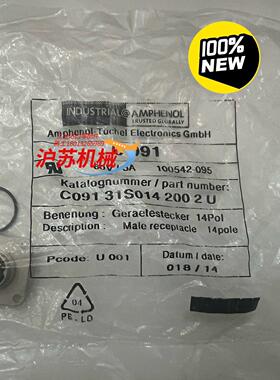 100%
NEW
INDUSTRIAL AMPHENOL
TRUSTED GLOBALLY
Amphenol-Tuchel Electronics GmbH
091
沪苏机械
5A 100542-095
Katalognummer / part number:
C091 31S014 200 2 U
Benennung : Geraetestecker 14Pol
Description : Male receptacle 14pole
Pcode: U 001
Datum / date:
018 / 14
04
PE-LD